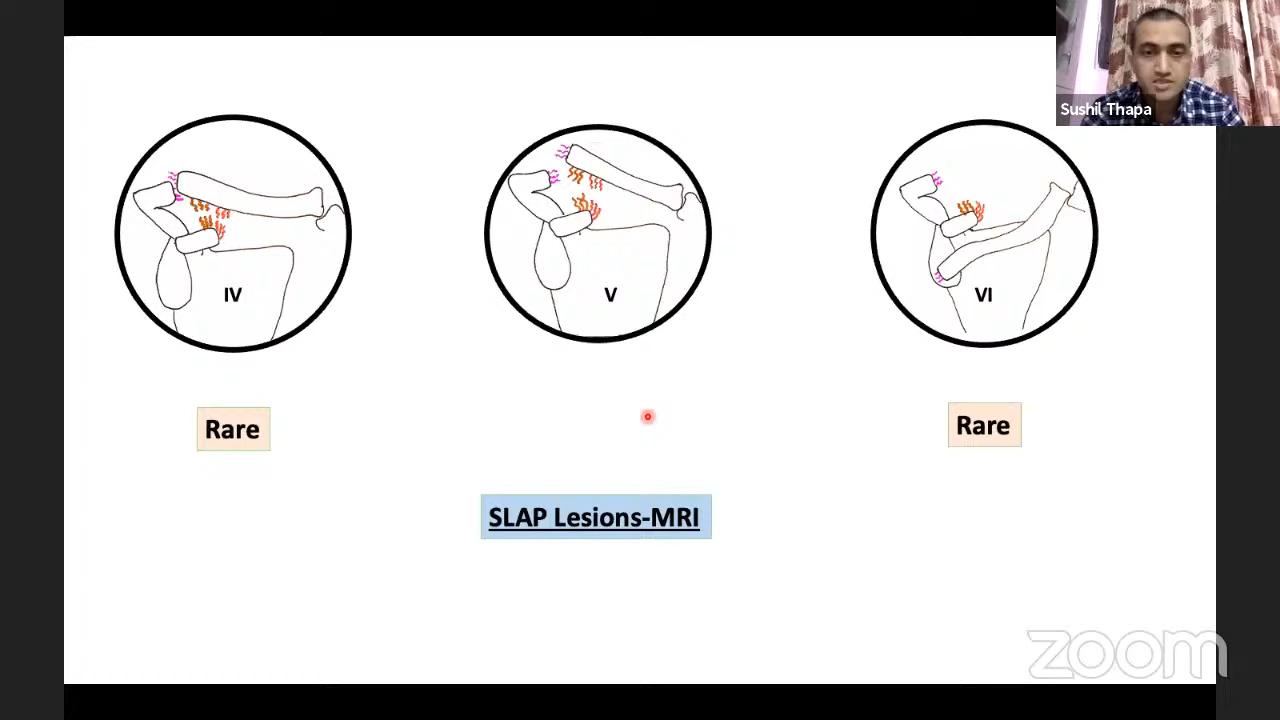 Sushil Thapa
IV
V
VI
Rare
Rare
SLAP Lesions-MRI
zoom